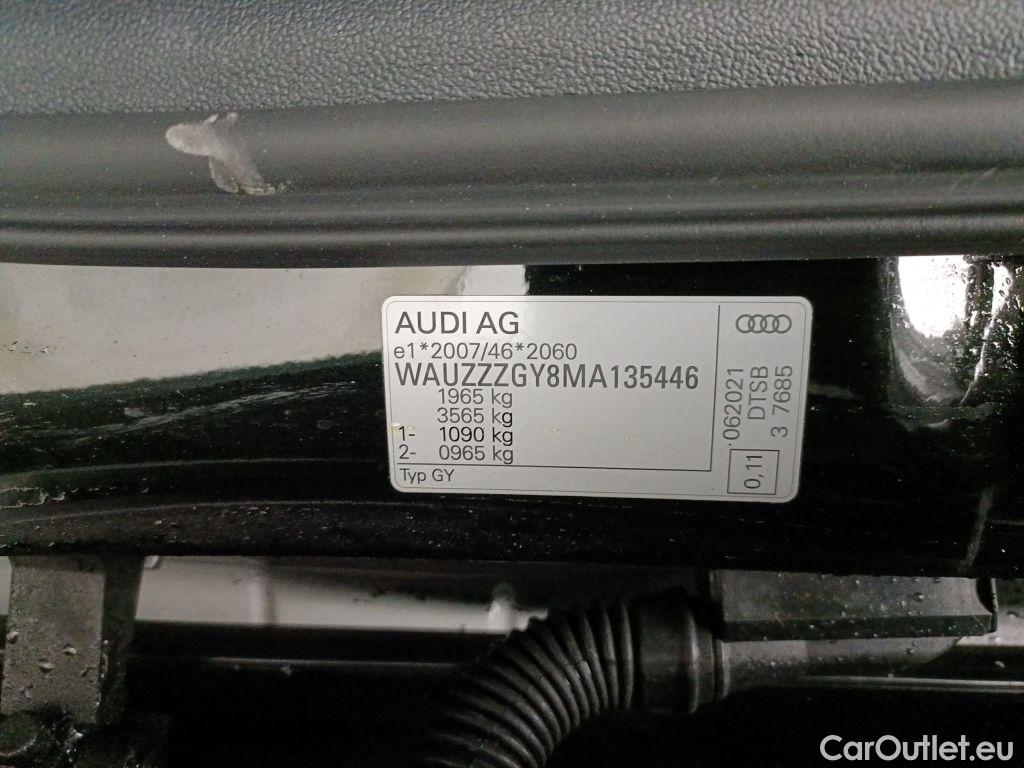 AUDI AG
e1*2007/46*2060
WAUZZZGY8MA135446
1965 kg
3565 kg
1- 1090 kg
2- 0965 kg
Typ GY
062021
DTSB
3 7685
0,11
CarOutlet.eu